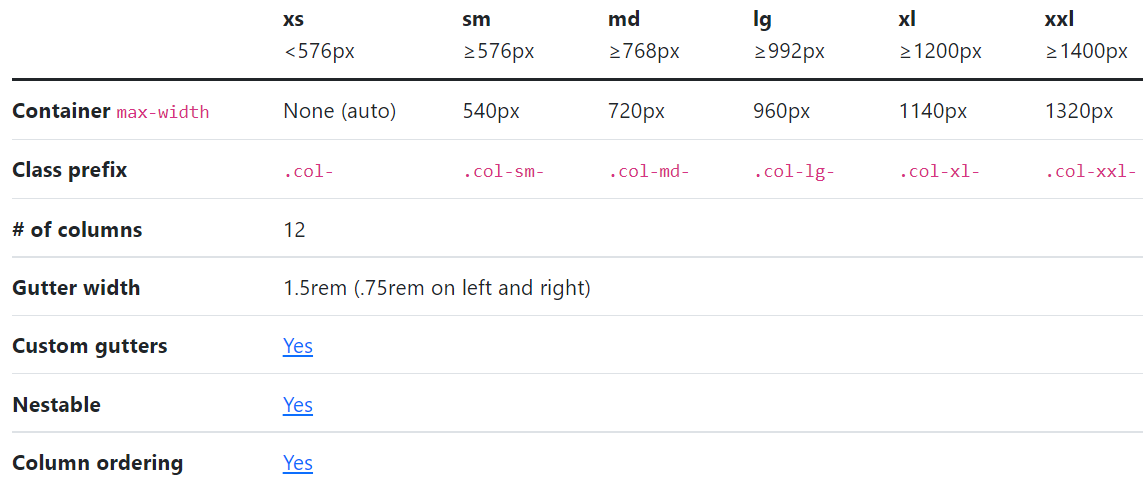 xs sm md lg xl xxl
<576px ≥576px ≥768px ≥992px ≥1200px ≥1400px
Container max-width None (auto) 540px 720px 960px 1140px 1320px
Class prefix .col- .col-sm- .col-md- .col-lg- .col-xl- .col-xxl-
# of columns 12
Gutter width 1.5rem (.75rem on left and right)
Custom gutters Yes
Nestable Yes
Column ordering Yes